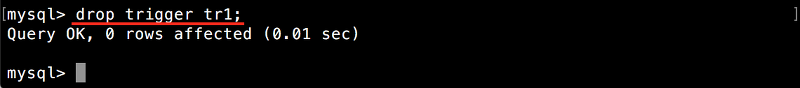 [mysql> drop trigger tr1; ]
Query OK, 0 rows affected (0.01 sec)
mysql>